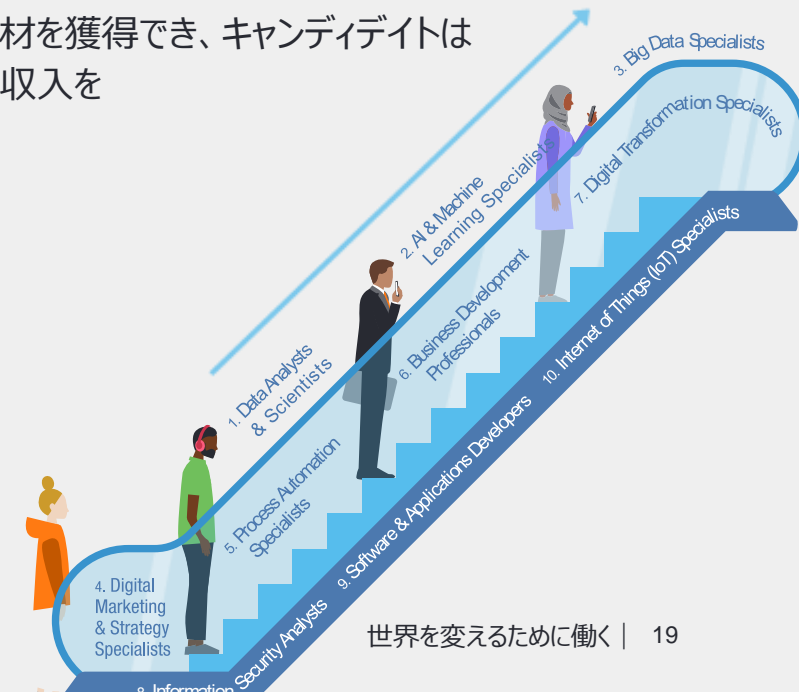 材を獲得でき、キャンディデイトは
収入を
3. Big Data Specialists
7. Digital Transformation Specialists
2. AI & Machine
Learning Specialists
10. Internet of Things (IoT) Specialists
6. Business Development
Professionals
1. Data Analysts
& Scientists
9. Software & Applications Developers
5. Process Automation
Specialists
4. Digital
Marketing
& Strategy
Specialists
8. Information Security Analysts
世界を変えるために働く | 19